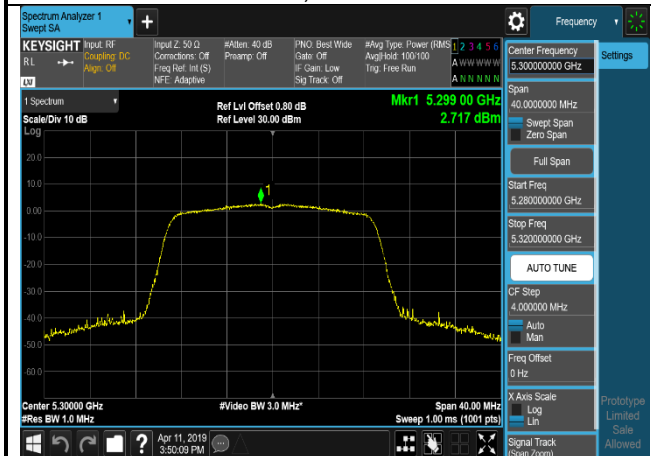 Spectrum Analyzer 1
Swept SA
+
Frequency
KEYSIGHT
RL
LXI
Input: RF
Coupling: DC
Align: Off
Input Z: 50 Ω
Corrections: Off
Freq Ref: Int (S)
NFE: Adaptive
#Atten: 40 dB
Preamp: Off
PNO: Best Wide
Gate: Off
IF Gain: Low
Sig Track: Off
#Avg Type: Power (RMS
Avg|Hold: 100/100
Trig: Free Run
1 2 3 4 5 6
A W W W W W
A N N N N N
1 Spectrum
Scale/Div 10 dB
Ref Lvl Offset 0.80 dB
Ref Level 30.00 dBm
Mkr1 5.299 00 GHz
2.717 dBm
Log
20.0
10.0
0.00
-10.0
-20.0
-30.0
-40.0
-50.0
-60.0
1
Center 5.30000 GHz
#Res BW 1.0 MHz
#Video BW 3.0 MHz*
Span 40.00 MHz
Sweep 1.00 ms (1001 pts)
?
Apr 11, 2019
3:50:09 PM
Center Frequency
5.300000000 GHz
Settings
Span
40.0000000 MHz
Swept Span
Zero Span
Full Span
Start Freq
5.280000000 GHz
Stop Freq
5.320000000 GHz
AUTO TUNE
CF Step
4.000000 MHz
Auto
Man
Freq Offset
0 Hz
X Axis Scale
Log
Lin
Signal Track
(Span Zoom)
Prototype
Limited
Sale
Allowed